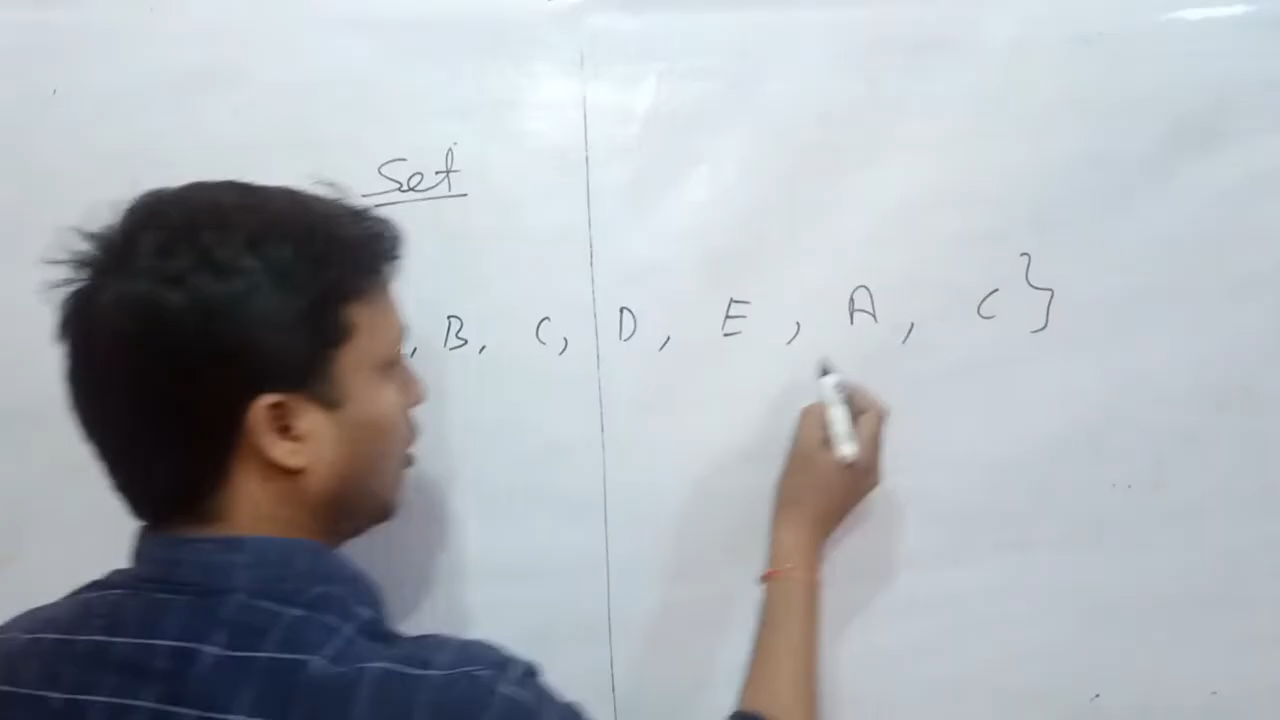 Set
, B, C, D, E, A, C}